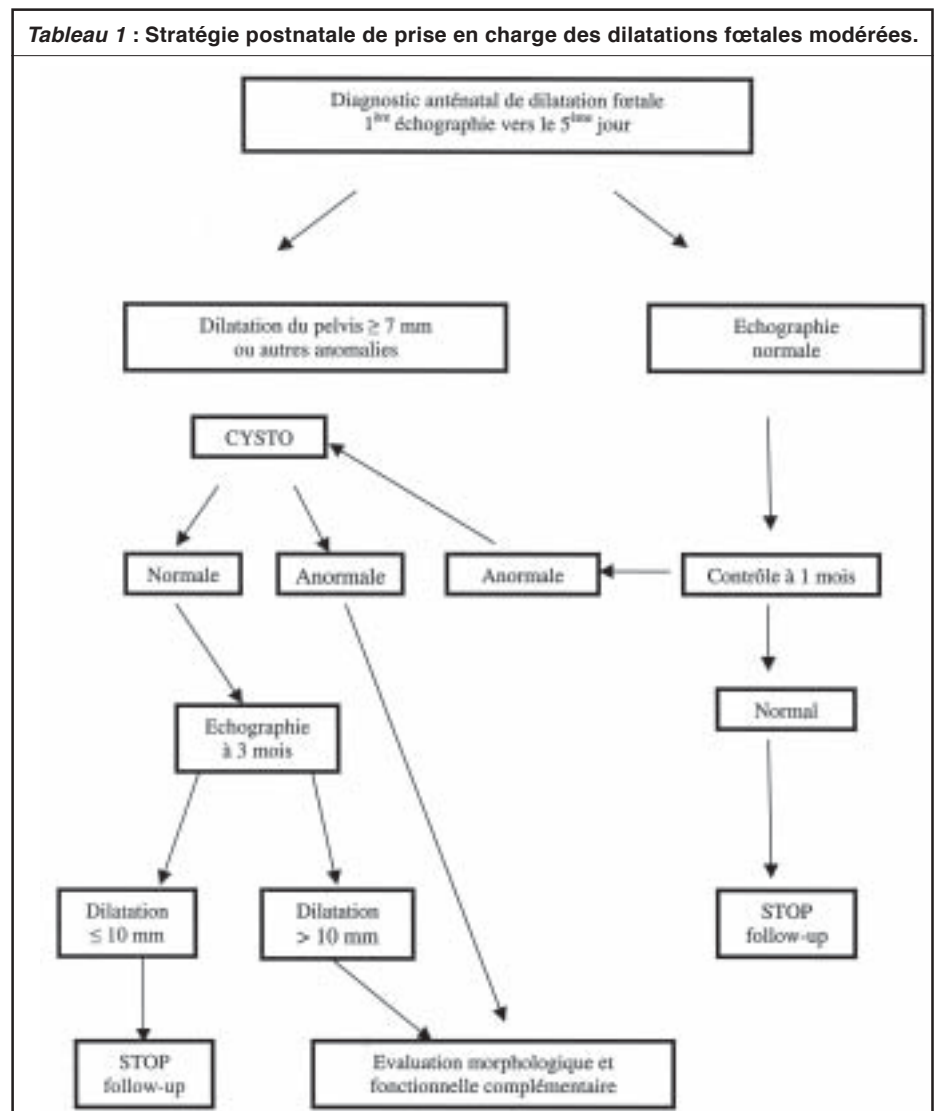 Tableau 1 : Stratégie postnatale de prise en charge des dilatations fœtales modérées.
Diagnostic anténatal de dilatation fœtale
1ère échographie vers le 5ème jour
Dilatation du pelvis ≥ 7 mm
ou autres anomalies
Echographie
normale
CYSTO
Normale
Anormale
Anormale
Contrôle à 1 mois
Echographie
à 3 mois
Normal
Dilatation
≤ 10 mm
Dilatation
> 10 mm
STOP
follow-up
STOP
follow-up
Evaluation morphologique et
fonctionnelle complémentaire